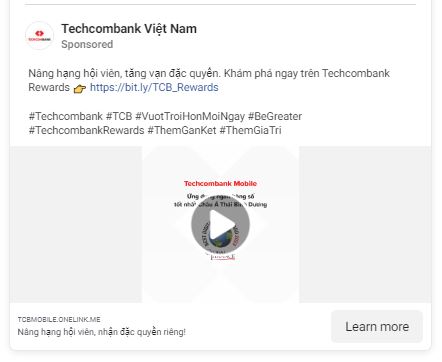 TECHCOMBANK
Techcombank Việt Nam
Sponsored
Nâng hạng hội viên, tăng vạn đặc quyền. Khám phá ngay trên Techcombank
Rewards 👉 https://bit.ly/TCB_Rewards
#Techcombank #TCB #VuotTroiHonMoiNgay #BeGreater
#TechcombankRewards #ThemGanKet #ThemGiaTri
Techcombank Mobile
Ứng dụng ngân hàng số
tốt nhất Châu Á Thái Bình Dương
TCBMOBILE.ONELINK.ME
Nâng hạng hội viên, nhận đặc quyền riêng!
Learn more